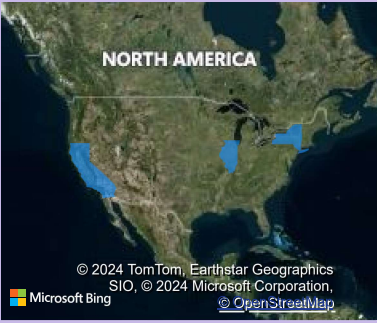 NORTH AMERICA
© 2024 TomTom, Earthstar Geographics
SIO, © 2024 Microsoft Corporation,
Microsoft Bing
© OpenStreetMap